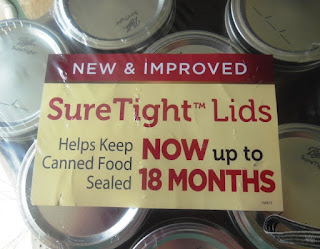 NEW & IMPROVED
SureTight™ Lids
Helps Keep
Canned Food
Sealed
NOW up to
18 MONTHS